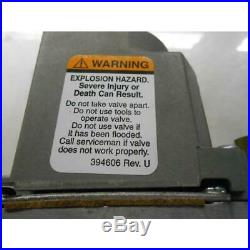 WARNING
EXPLOSION HAZARD.
Severe Injury or
Death Can Result.
Do not take valve apart.
Do not use tools to
operate valve.
Do not use valve if
it has been flooded.
Call serviceman if valve
does not work properly.
394606 Rev. U